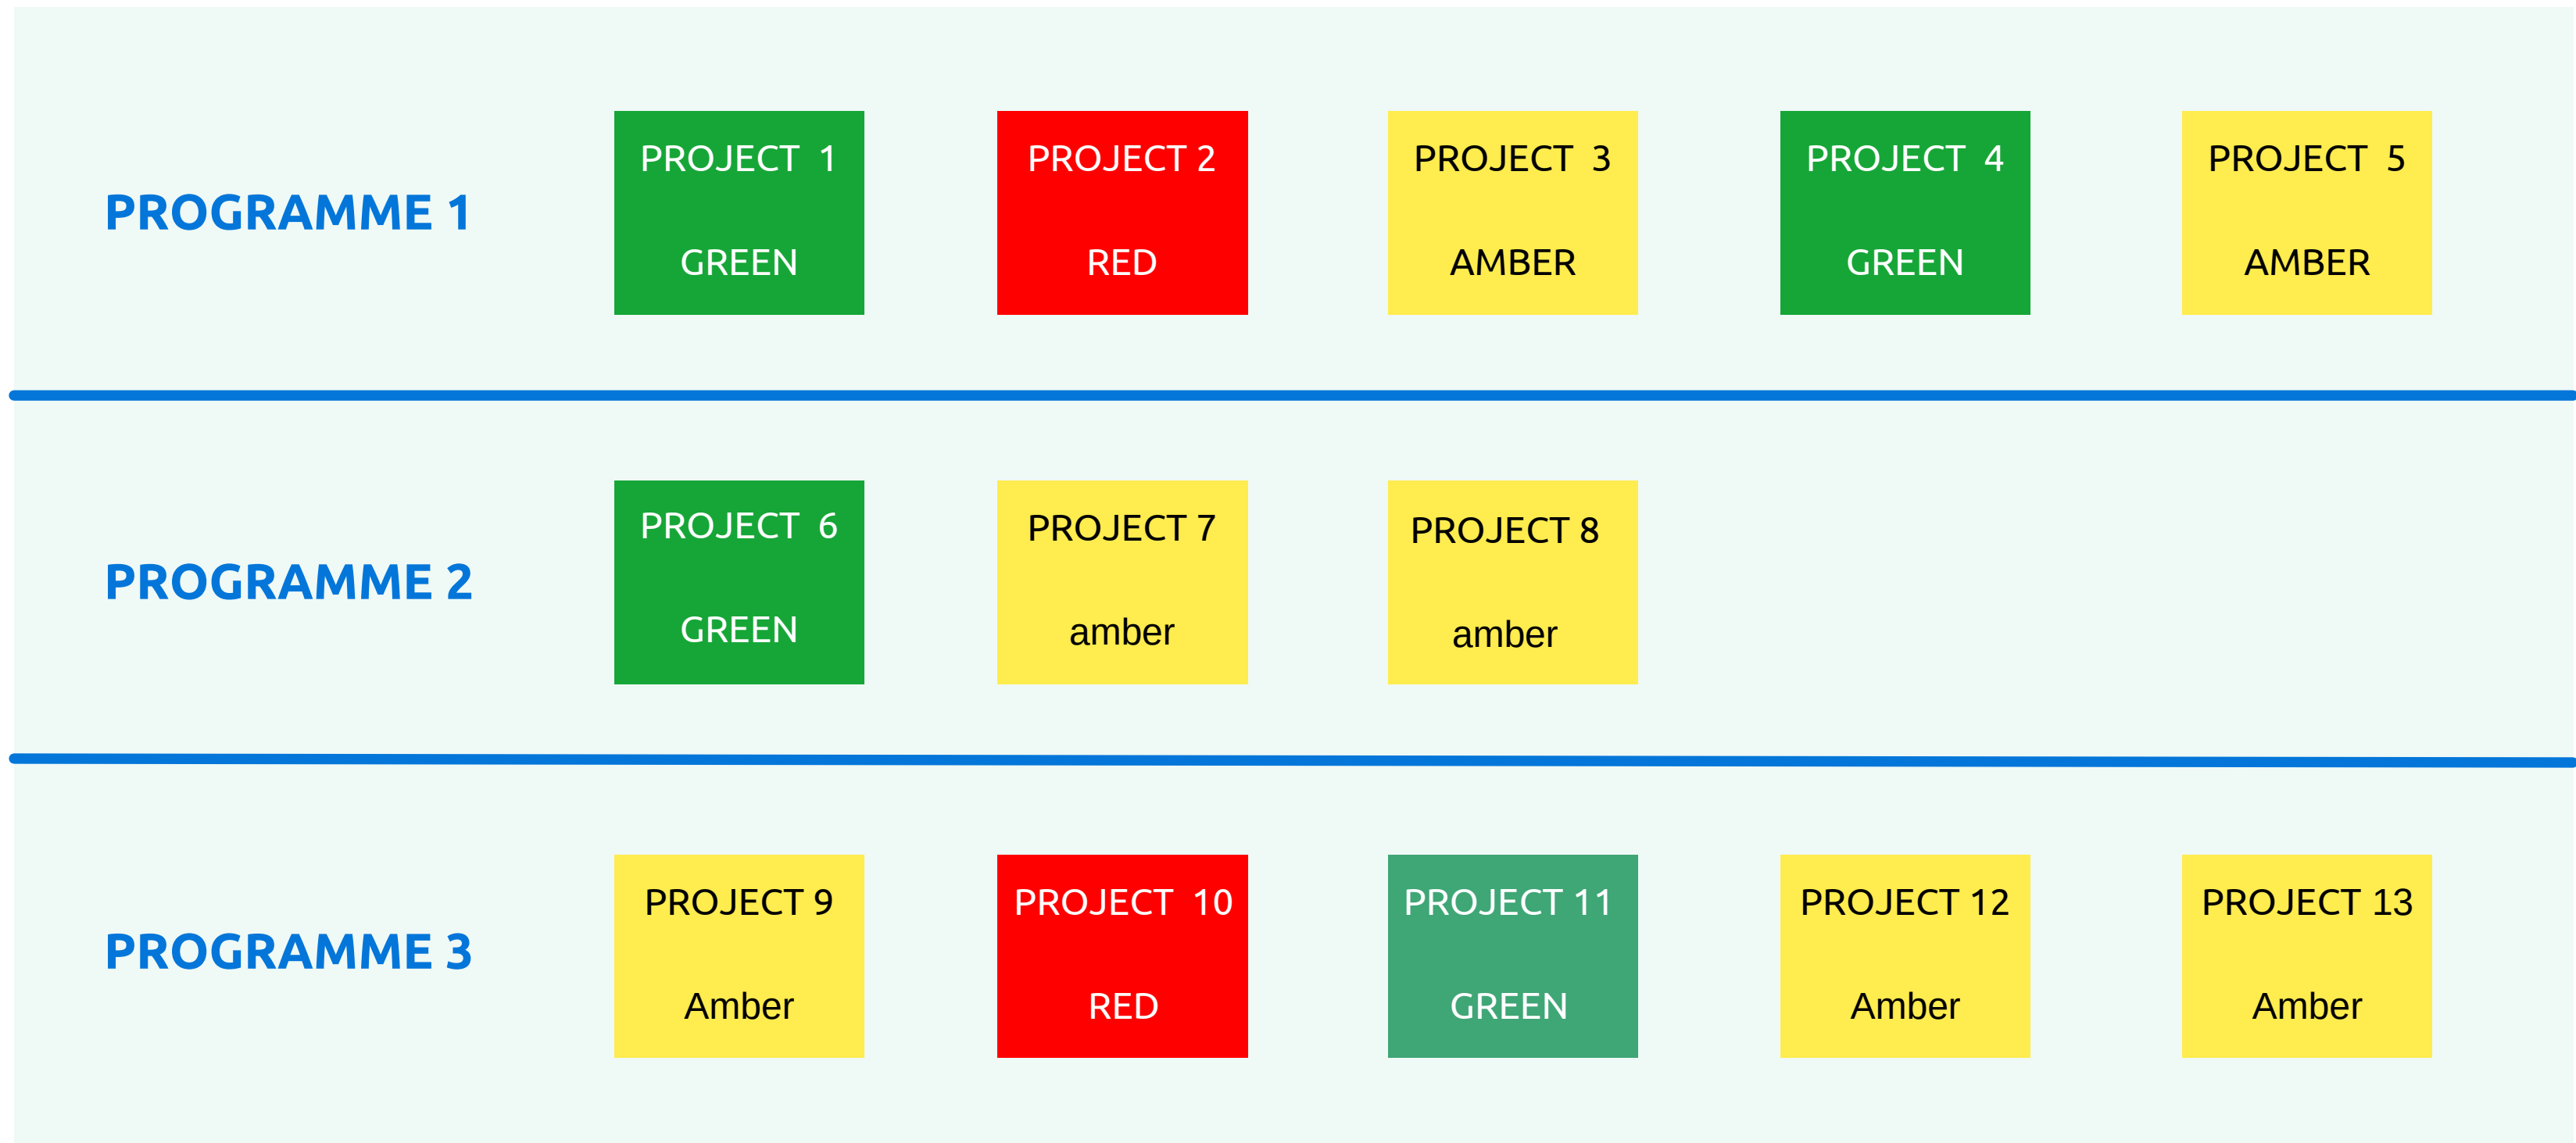 PROGRAMME 1
PROJECT 1
GREEN
PROJECT 2
RED
PROJECT 3
AMBER
PROJECT 4
GREEN
PROJECT 5
AMBER
PROGRAMME 2
PROJECT 6
GREEN
PROJECT 7
amber
PROJECT 8
amber
PROGRAMME 3
PROJECT 9
Amber
PROJECT 10
RED
PROJECT 11
GREEN
PROJECT 12
Amber
PROJECT 13
Amber